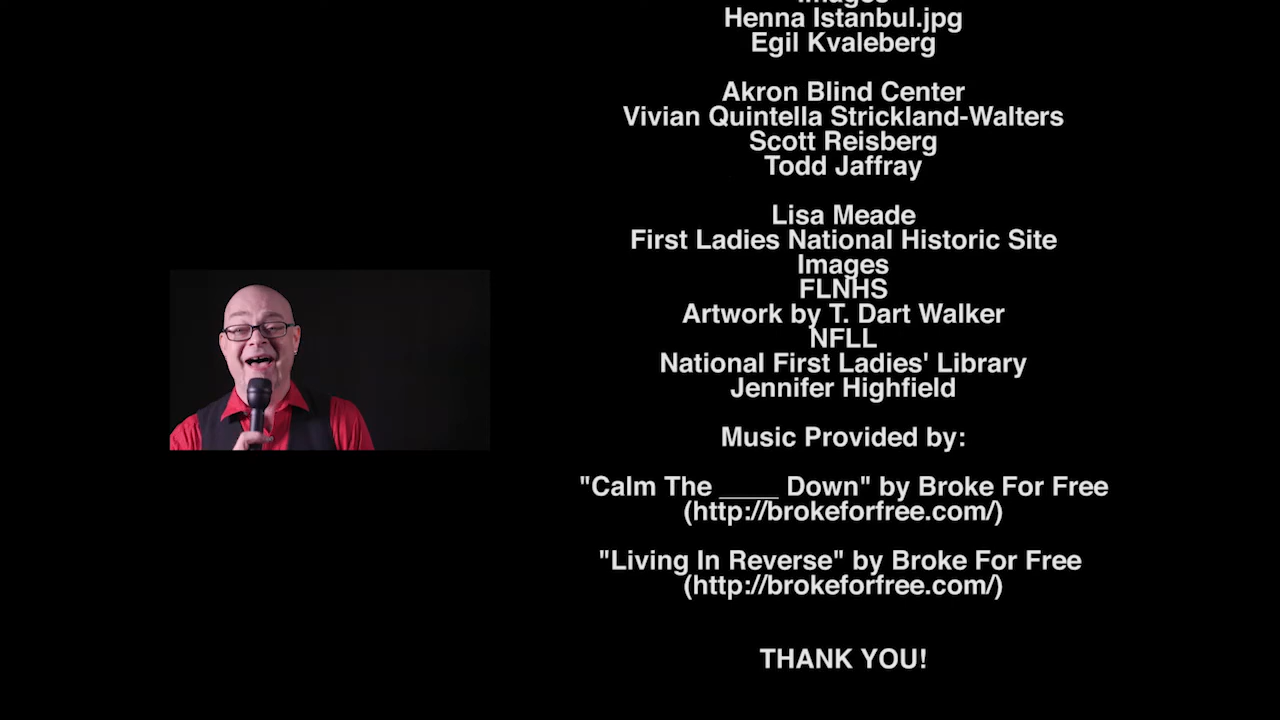 Images
Henna Istanbul.jpg
Egil Kvaleberg
Akron Blind Center
Vivian Quintella Strickland-Walters
Scott Reisberg
Todd Jaffray
Lisa Meade
First Ladies National Historic Site
Images
FLNHS
Artwork by T. Dart Walker
NFLL
National First Ladies' Library
Jennifer Highfield
Music Provided by:
"Calm The ____ Down" by Broke For Free
(http://brokeforfree.com/)
"Living In Reverse" by Broke For Free
(http://brokeforfree.com/)
THANK YOU!